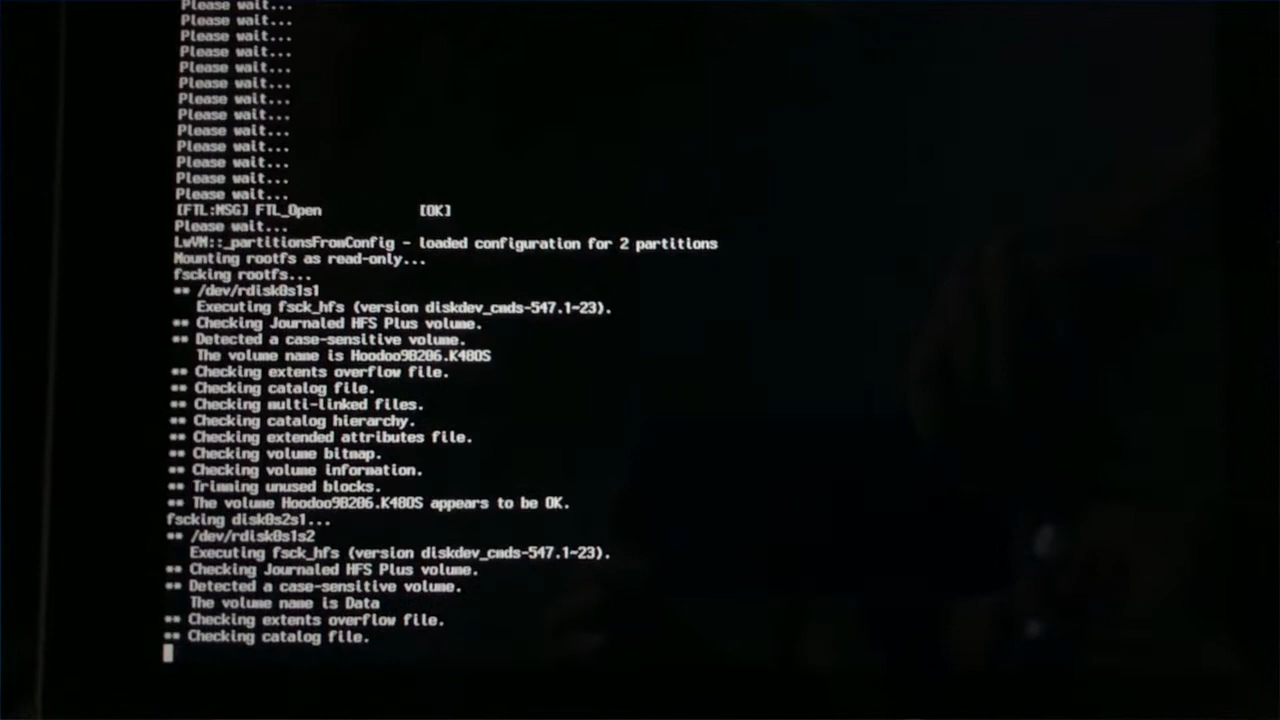 Please wait...
Please wait...
Please wait...
Please wait...
Please wait...
Please wait...
Please wait...
Please wait...
Please wait...
Please wait...
Please wait...
Please wait...
Please wait...
[FTL:MSG] FTL_Open [OK]
Please wait...
LwVM::_partitionsFromConfig - loaded configuration for 2 partitions
Mounting rootfs as read-only...
fscking rootfs...
** /dev/rdisk0s1s1
Executing fsck_hfs (version diskdev_cmds-547.1~23).
** Checking Journaled HFS Plus volume.
** Detected a case-sensitive volume.
The volume name is Hoodoo9B206.K48OS
** Checking extents overflow file.
** Checking catalog file.
** Checking multi-linked files.
** Checking catalog hierarchy.
** Checking extended attributes file.
** Checking volume bitmap.
** Checking volume information.
** Trimming unused blocks.
** The volume Hoodoo9B206.K48OS appears to be OK.
fscking disk0s2s1...
** /dev/rdisk0s1s2
Executing fsck_hfs (version diskdev_cmds-547.1~23).
** Checking Journaled HFS Plus volume.
** Detected a case-sensitive volume.
The volume name is Data
** Checking extents overflow file.
** Checking catalog file.